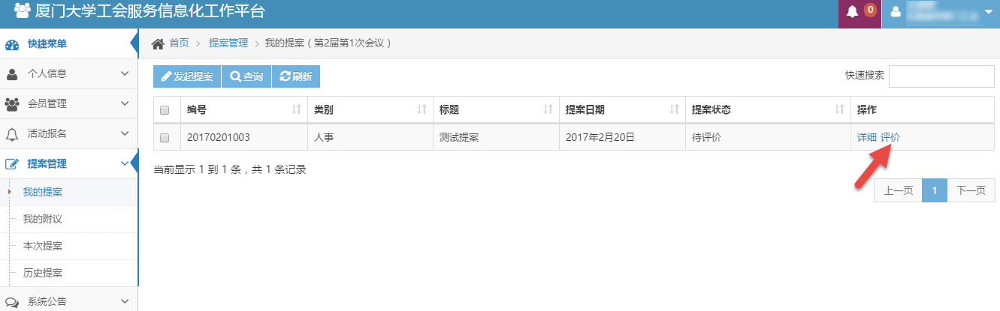 厦门大学工会服务信息化工作平台
0
快捷菜单
个人信息
会员管理
活动报名
提案管理
我的提案
我的附议
本次提案
历史提案
系统公告
首页 > 提案管理 > 我的提案（第2届第1次会议）
发起提案 查询 刷新 快速搜索
编号 类别 标题 提案日期 提案状态 操作
20170201003 人事 测试提案 2017年2月20日 待评价 详细 评价
当前显示 1 到 1 条，共 1 条记录
上一页 1 下一页